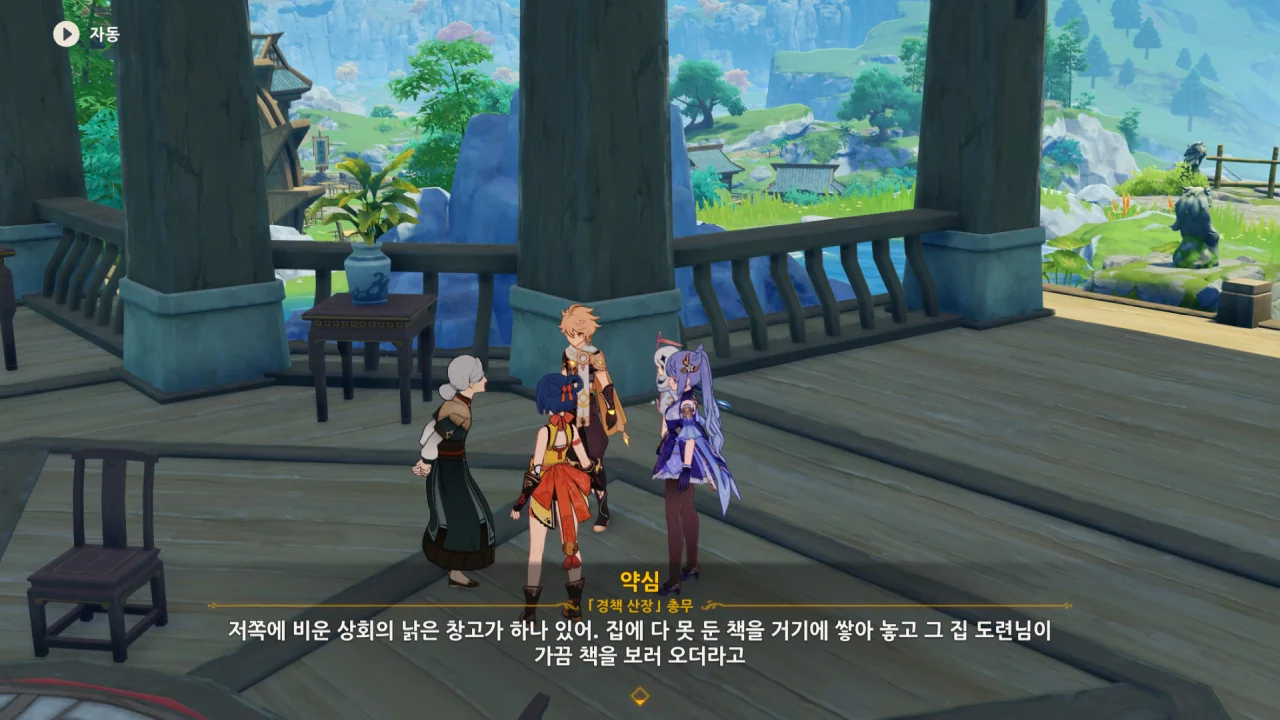 자동
약심
「경책 산장」 총무
저쪽에 비운 상회의 낡은 창고가 하나 있어. 집에 다 못 둔 책을 거기에 쌓아 놓고 그 집 도련님이
가끔 책을 보러 오더라고